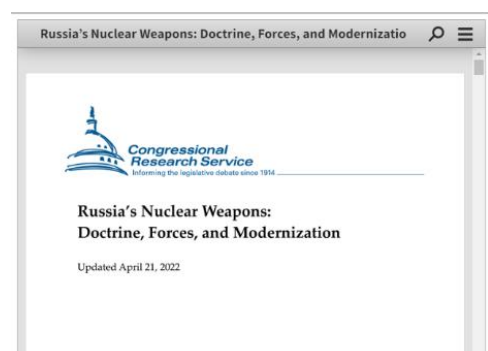 Russia's Nuclear Weapons: Doctrine, Forces, and Modernizatio
Congressional
Research Service
Informing the legislative debate since 1914
Russia's Nuclear Weapons:
Doctrine, Forces, and Modernization
Updated April 21, 2022